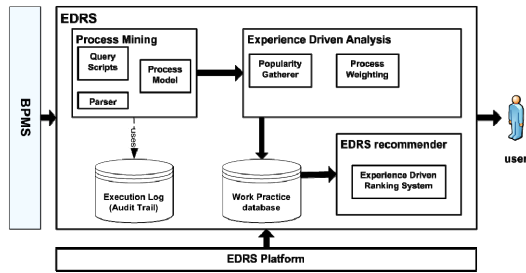 EDRS
Process Mining
Query
Scripts
Process
Model
Parser
Experience Driven Analysis
Popularity
Gatherer
Process
Weighting
BPMS
uses
Execution Log
(Audit Trail)
Work Practice
database
EDRS recommender
Experience Driven
Ranking System
user
EDRS Platform